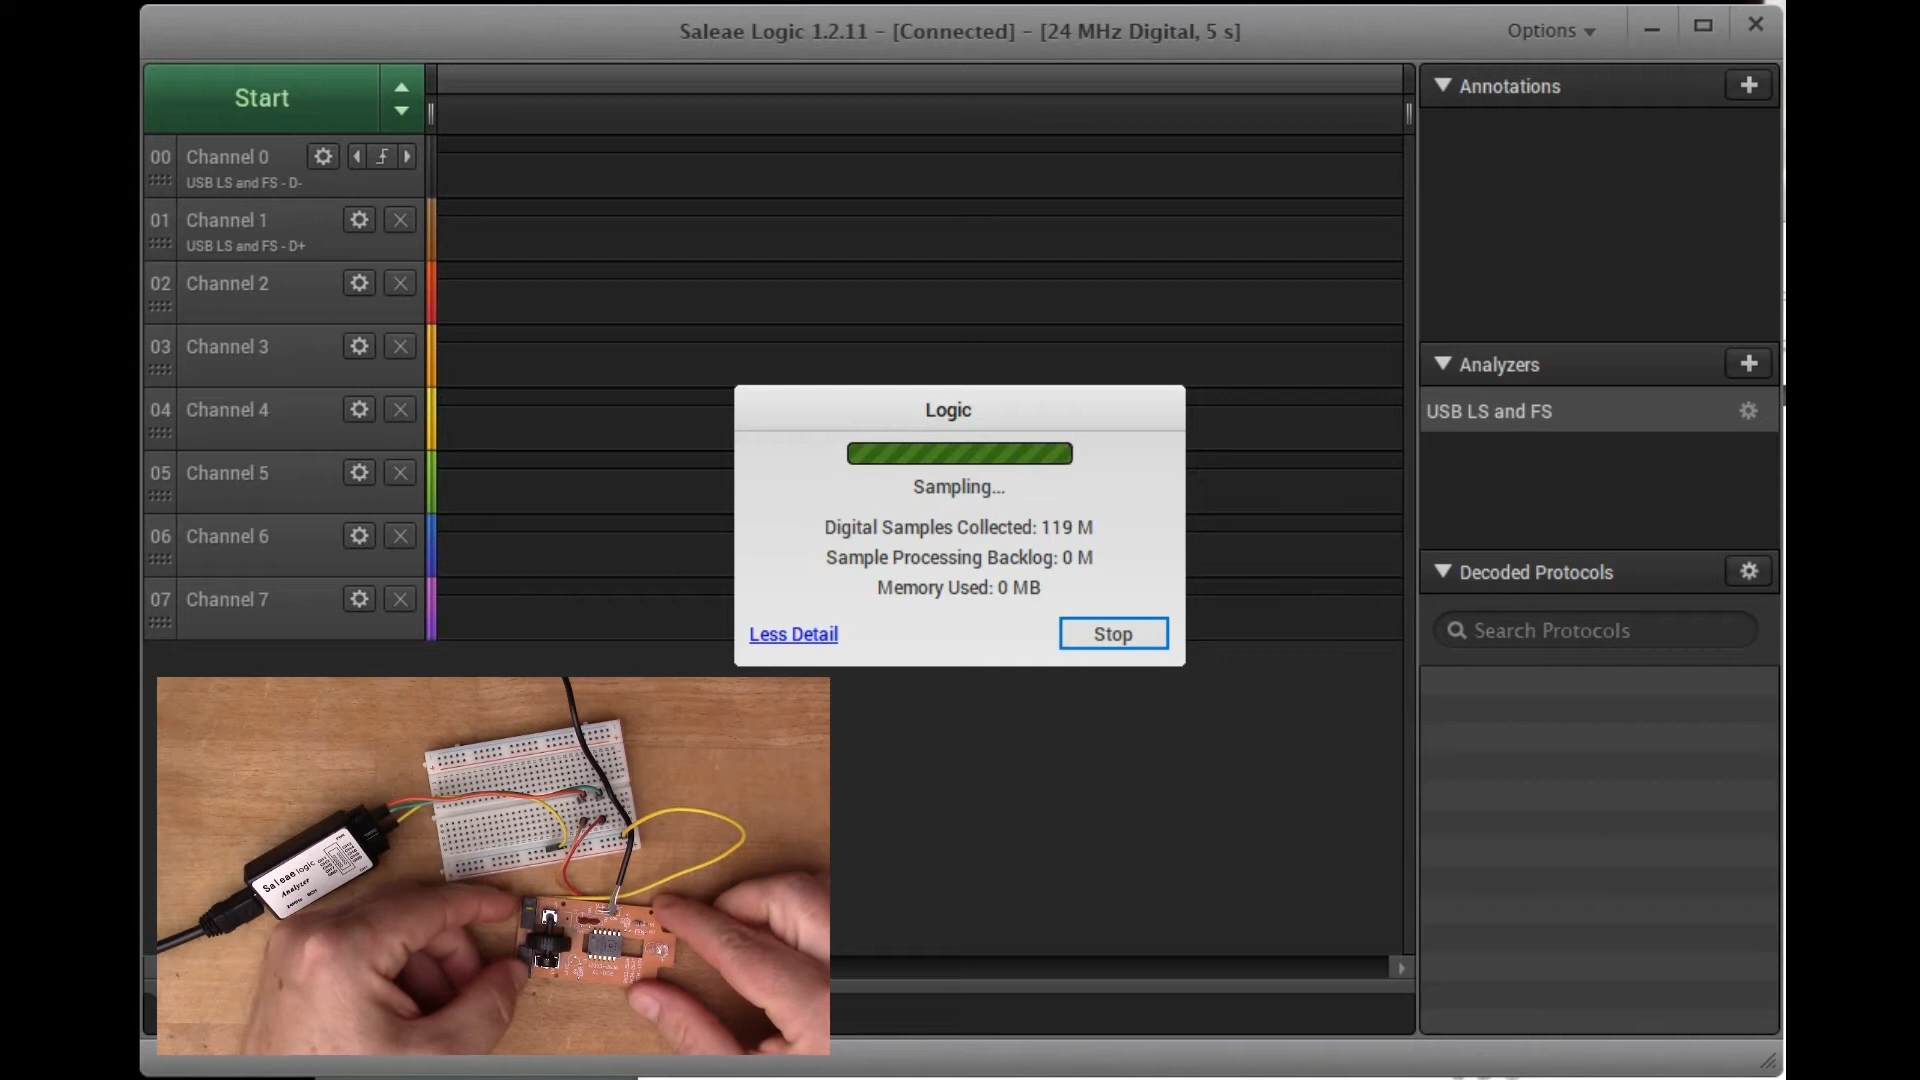 Saleae Logic 1.2.11 – [Connected] – [24 MHz Digital, 5 s]
Options
Start
00 Channel 0
USB LS and FS - D-
01 Channel 1
USB LS and FS - D+
02 Channel 2
03 Channel 3
04 Channel 4
05 Channel 5
06 Channel 6
07 Channel 7
Annotations
Analyzers
USB LS and FS
Decoded Protocols
Search Protocols
Logic
Sampling...
Digital Samples Collected: 119 M
Sample Processing Backlog: 0 M
Memory Used: 0 MB
Less Detail
Stop
Saleae logic
Analyzer
24MHz 8CH